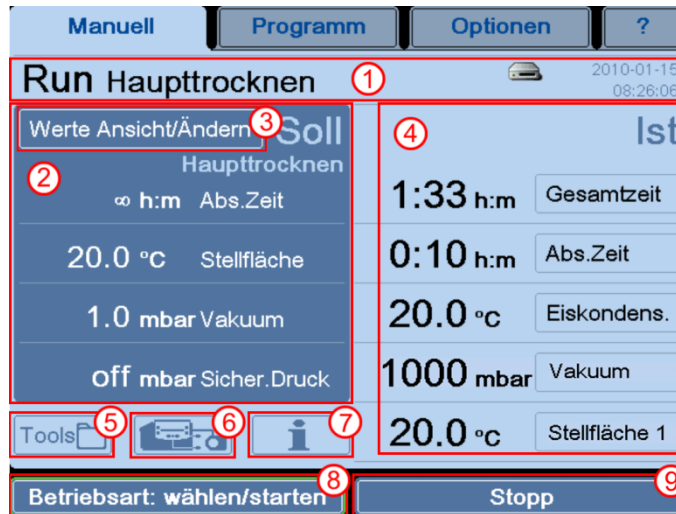 Manuell Programm Optionen ?
Run Haupttrocknen 1 2010-01-15
08:26:06
Werte Ansicht/Ändern 3 Soll
2 Haupttrocknen
∞ h:m Abs.Zeit
20.0 °C Stellfläche
1.0 mbar Vakuum
off mbar Sicher.Druck
4 Ist
1:33 h:m Gesamtzeit
0:10 h:m Abs.Zeit
20.0 °C Eiskondens.
1000 mbar Vakuum
20.0 °C Stellfläche 1
Tools 5 6 i 7
Betriebsart: wählen/starten 8 Stopp 9